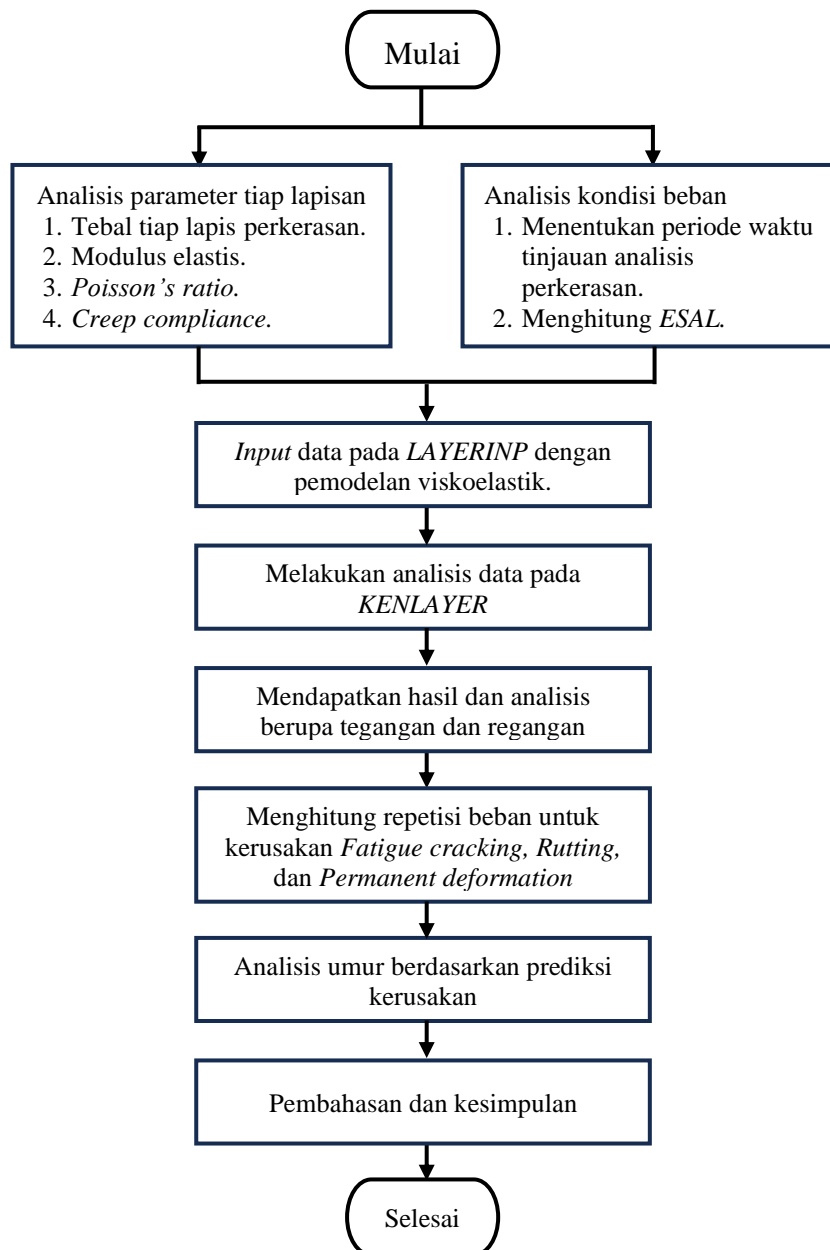 Mulai
Analisis parameter tiap lapisan
1. Tebal tiap lapis perkerasan.
2. Modulus elastis.
3. Poisson’s ratio.
4. Creep compliance.
Analisis kondisi beban
1. Menentukan periode waktu
tinjauan analisis
perkerasan.
2. Menghitung ESAL.
Input data pada LAYERINP dengan
pemodelan viskoelastik.
Melakukan analisis data pada
KENLAYER
Mendapatkan hasil dan analisis
berupa tegangan dan regangan
Menghitung repetisi beban untuk
kerusakan Fatigue cracking, Rutting,
dan Permanent deformation
Analisis umur berdasarkan prediksi
kerusakan
Pembahasan dan kesimpulan
Selesai